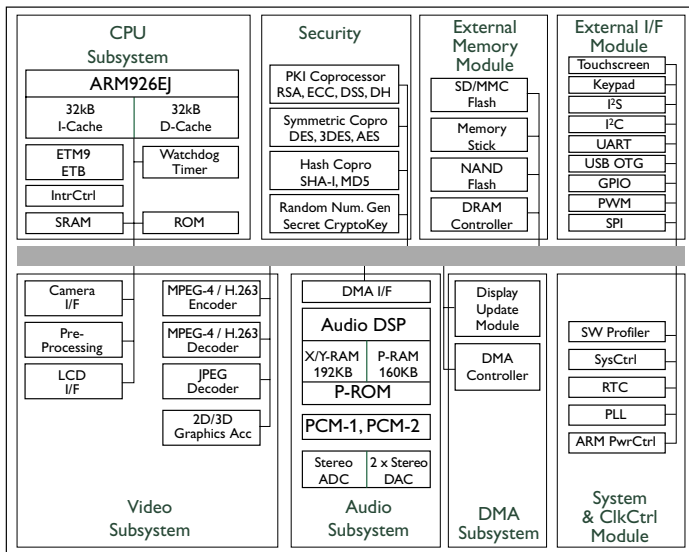 CPU
Subsystem
ARM926EJ
32kB
I-Cache
32kB
D-Cache
ETM9
ETB
Watchdog
Timer
IntrCtrl
SRAM
ROM
Security
PKI Coprocessor
RSA, ECC, DSS, DH
Symmetric Copro
DES, 3DES, AES
Hash Copro
SHA-I, MD5
Random Num. Gen
Secret CryptoKey
External
Memory
Module
SD/MMC
Flash
Memory
Stick
NAND
Flash
DRAM
Controller
External I/F
Module
Touchscreen
Keypad
I²S
I²C
UART
USB OTG
GPIO
PWM
SPI
Camera
I/F
Pre-
Processing
LCD
I/F
MPEG-4 / H.263
Encoder
MPEG-4 / H.263
Decoder
JPEG
Decoder
2D/3D
Graphics Acc
Video
Subsystem
DMA I/F
Audio DSP
X/Y-RAM
192KB
P-RAM
160KB
P-ROM
PCM-1, PCM-2
Stereo
ADC
2 x Stereo
DAC
Audio
Subsystem
Display
Update
Module
DMA
Controller
DMA
Subsystem
SW Profiler
SysCtrl
RTC
PLL
ARM PwrCtrl
System
& ClkCtrl
Module